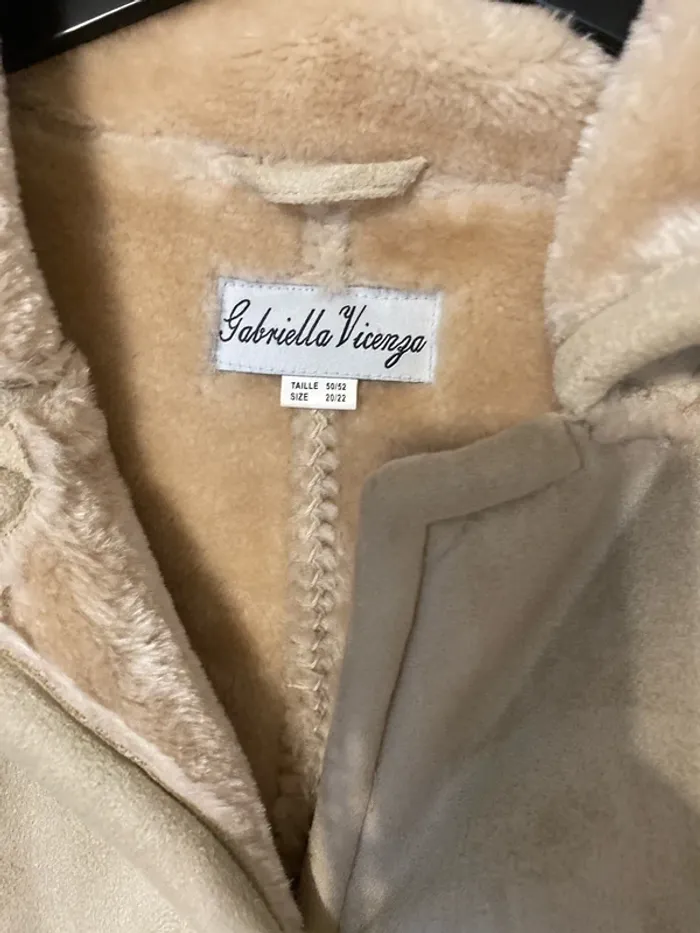 Gabriella Vicenza
TAILLE 50/52
SIZE 20/22